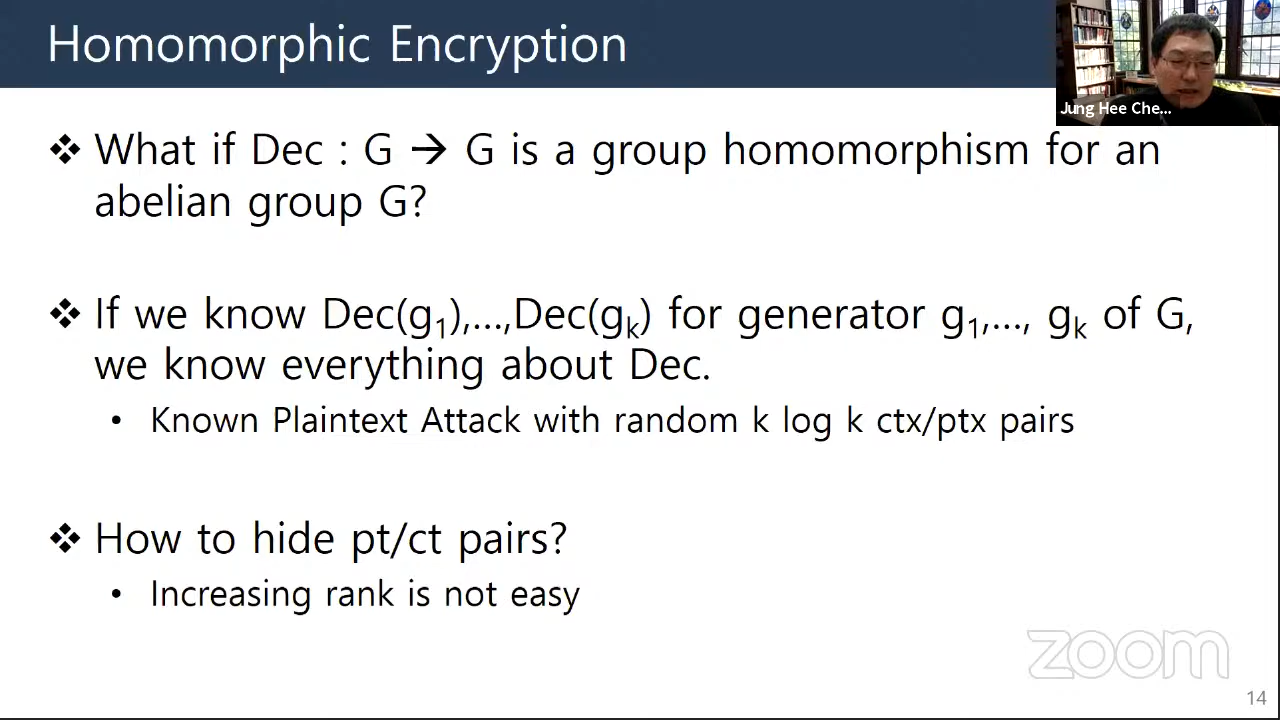 Homomorphic Encryption
Jung Hee Che...
❖ What if Dec : G → G is a group homomorphism for an
abelian group G?
❖ If we know Dec(g₁),...,Dec(gₖ) for generator g₁,..., gₖ of G,
we know everything about Dec.
• Known Plaintext Attack with random k log k ctx/ptx pairs
❖ How to hide pt/ct pairs?
• Increasing rank is not easy
zoom
14